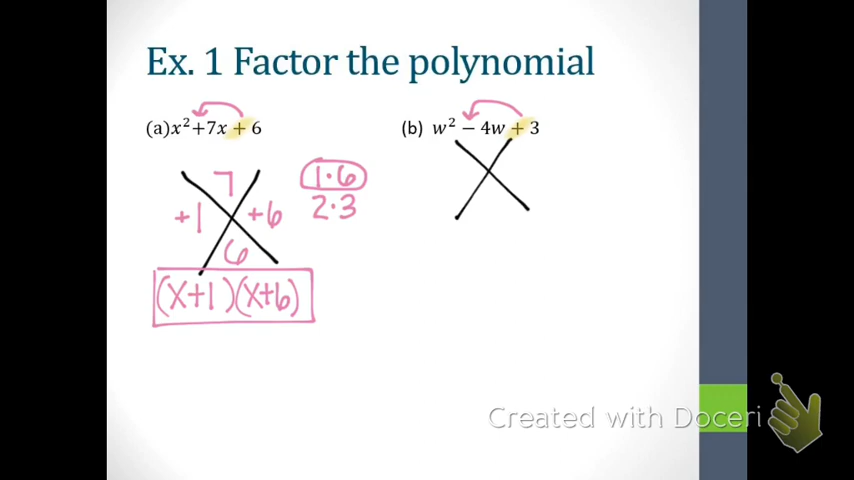 Ex. 1 Factor the polynomial
(a)x²+7x + 6
(b) w² − 4w + 3
7
1·6
+1 +6
2·3
6
(x+1)(x+6)
Created with Doceri